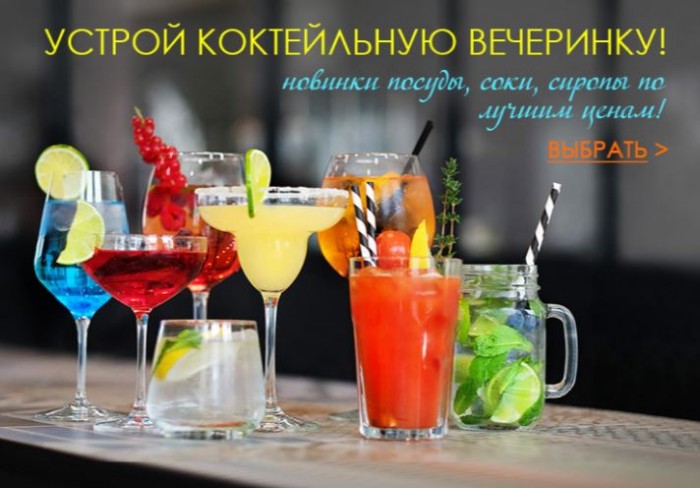 УСТРОЙ КОКТЕЙЛЬНУЮ ВЕЧЕРИНКУ!
новинки посуды, соки, сиропы по
лучшим ценам!
ВЫБРАТЬ >